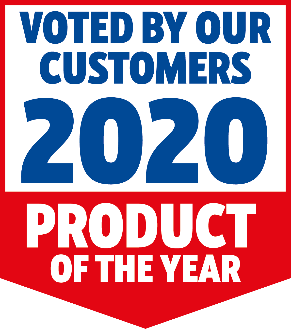 VOTED BY OUR
CUSTOMERS
2020
PRODUCT
OF THE YEAR